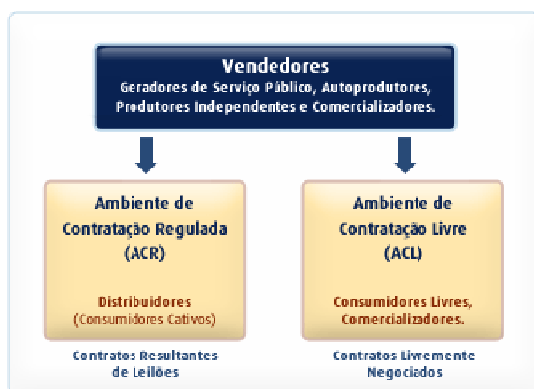 Vendedores
Geradores de Serviço Público, Autoprodutores,
Produtores Independentes e Comercializadores.
Ambiente de
Contratação Regulada
(ACR)
Distribuidores
(Consumidores Cativos)
Contratos Resultantes
de Leilões
Ambiente de
Contratação Livre
(ACL)
Consumidores Livres,
Comercializadores.
Contratos Livremente
Negociados